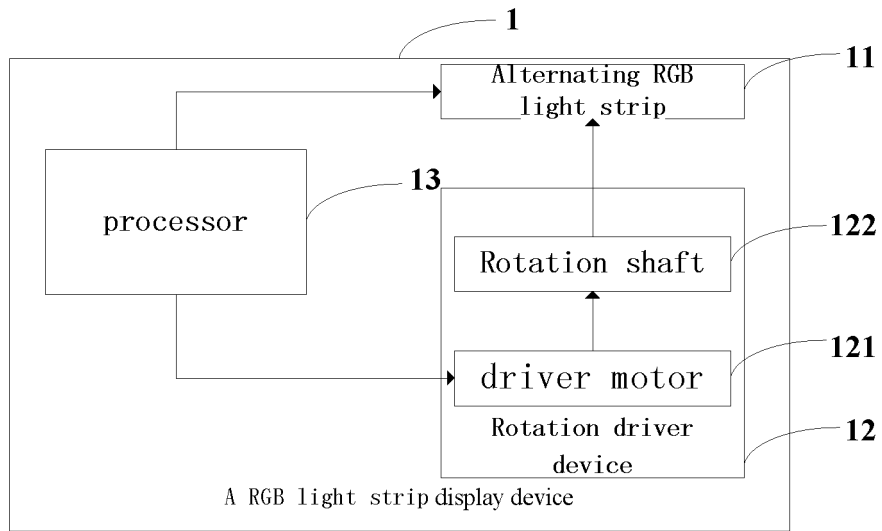 1
Alternating RGB
light strip
11
13
processor
122
Rotation shaft
121
driver motor
Rotation driver
device
12
A RGB light strip display device